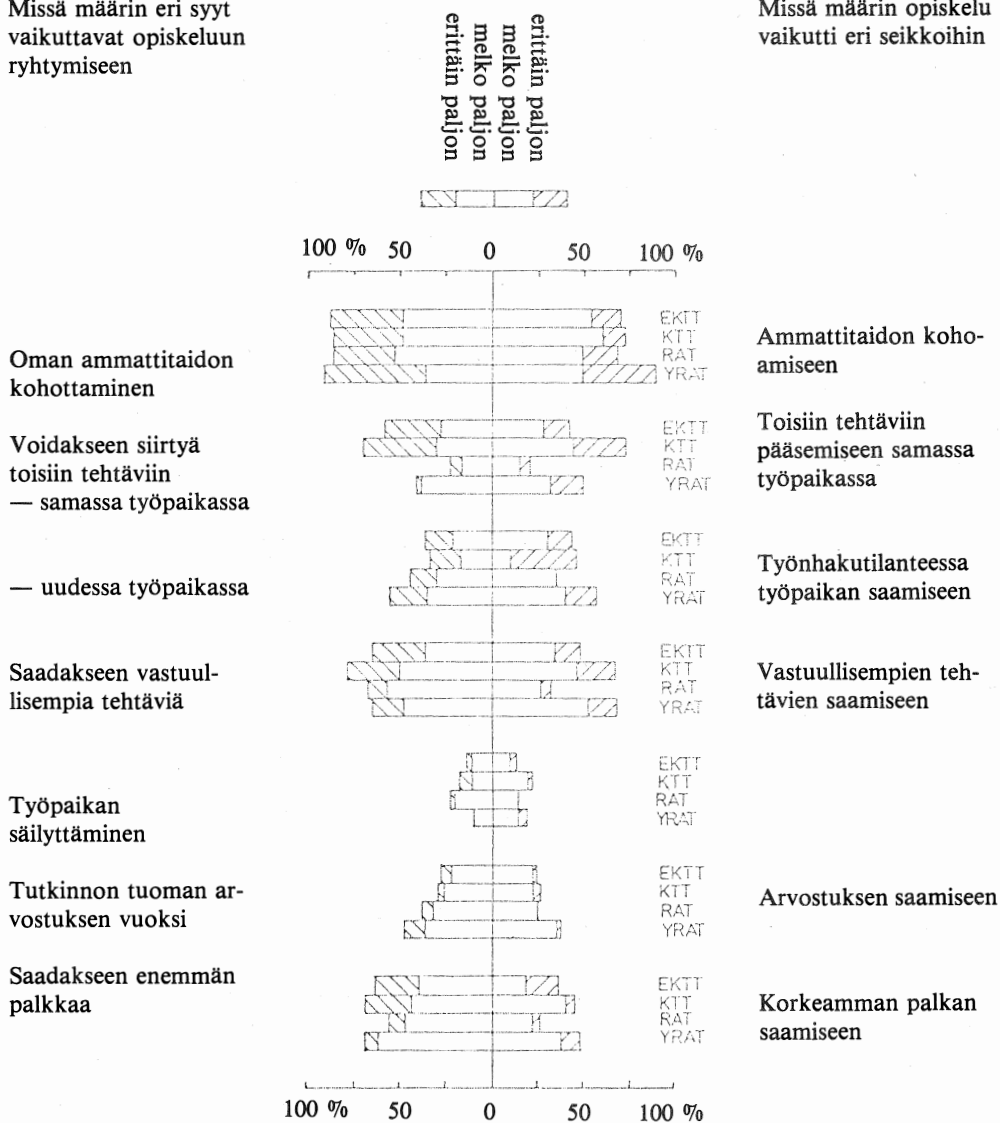 Missä määrin eri syyt
vaikuttavat opiskeluun
ryhtymiseen
erittäin paljon
melko paljon
melko paljon
erittäin paljon
Missä määrin opiskelu
vaikutti eri seikkoihin
100 % 50 0 50 100 %
Oman ammattitaidon
kohottaminen
EKTT
KTT
RAT
YRAT
Ammattitaidon koho-
amiseen
Voidakseen siirtyä
toisiin tehtäviin
— samassa työpaikassa
EKTT
KTT
RAT
YRAT
Toisiin tehtäviin
pääsemiseen samassa
työpaikassa
— uudessa työpaikassa
EKTT
KTT
RAT
YRAT
Työnhakutilanteessa
työpaikan saamiseen
Saadakseen vastuul-
lisempia tehtäviä
EKTT
KTT
RAT
YRAT
Vastuullisempien teh-
tävien saamiseen
Työpaikan
säilyttäminen
EKTT
KTT
RAT
YRAT
Tutkinnon tuoman ar-
vostuksen vuoksi
EKTT
KTT
RAT
YRAT
Arvostuksen saamiseen
Saadakseen enemmän
palkkaa
EKTT
KTT
RAT
YRAT
Korkeamman palkan
saamiseen
100 % 50 0 50 100 %